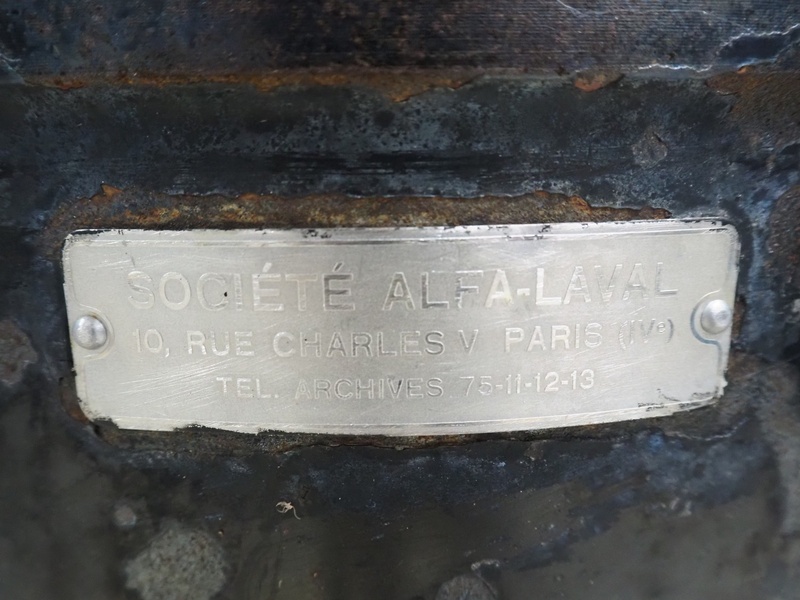 SOCIÉTÉ ALFA-LAVAL
10, RUE CHARLES V PARIS (IVe)
TEL. ARCHIVES 75-11-12-13